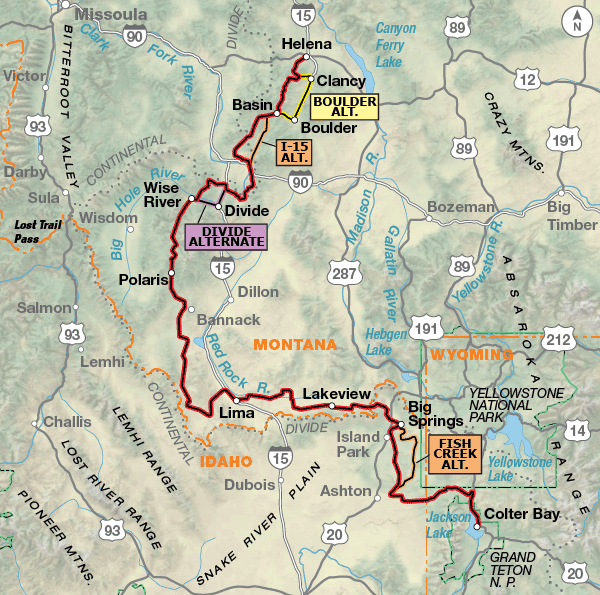 Missoula
15
N
90
Clark
Fork
River
DIVIDE
Helena
Canyon
Ferry
Lake
89
12
Victor
BITTERROOT VALLEY
Clancy
Basin
BOULDER
ALT.
Boulder
CRAZY MTNS.
93
191
CONTINENTAL
I-15
ALT.
89
Darby
Hole River
90
Sula
Wise
River
Madison R.
Lost Trail
Pass
Wisdom
Divide
Bozeman
Big
Timber
DIVIDE
ALTERNATE
Big
Gallatin
River
Yellowstone R.
15
287
89
ABSAROKA
RANGE
Polaris
Dillon
Salmon
Bannack
Hebgen
Lake
191
212
93
Red Rock R.
MONTANA
WYOMING
Lemhi
YELLOWSTONE
NATIONAL
PARK
CONTINENTAL
Lima
Lakeview
Big
Springs
Challis
LEMHI RANGE
DIVIDE
Island
Park
14
LOST RIVER RANGE
IDAHO
15
FISH
CREEK
ALT.
Yellowstone
Lake
Dubois
PIONEER MTNS.
SNAKE RIVER PLAIN
Ashton
93
20
Jackson
Lake
Colter Bay
GRAND
TETON
N. P.
20